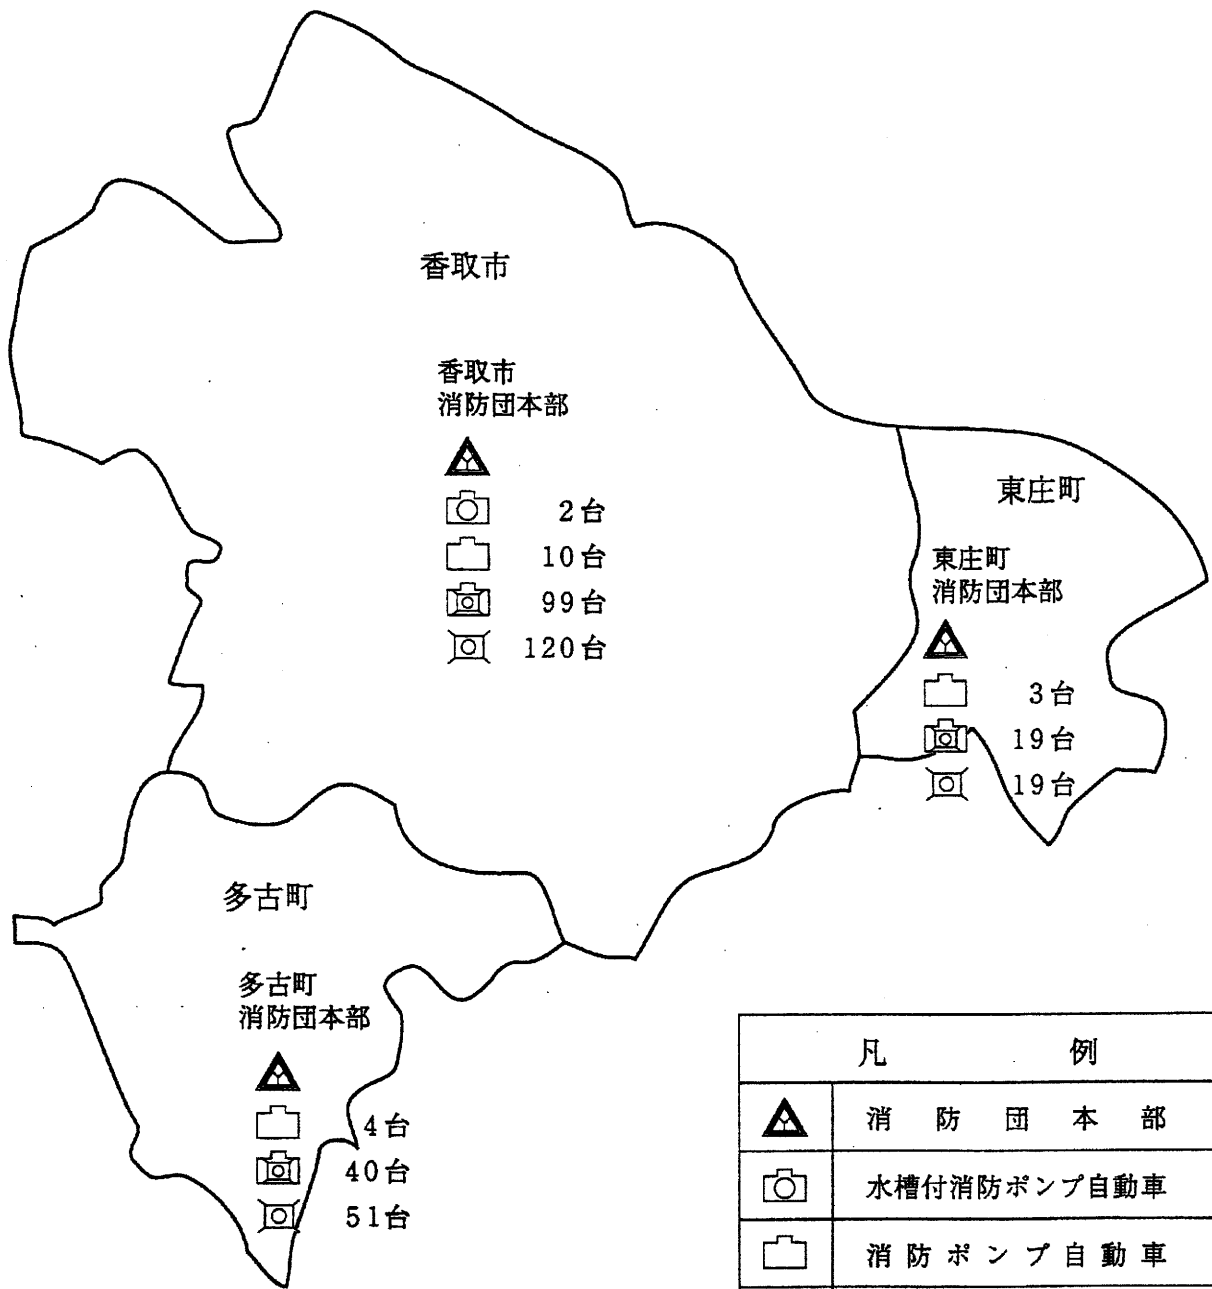 香取市
香取市
消防団本部
2台
10台
99台
120台
東庄町
東庄町
消防団本部
3台
19台
19台
多古町
多古町
消防団本部
4台
40台
51台
凡 例
消防団本部
水槽付消防ポンプ自動車
消防ポンプ自動車